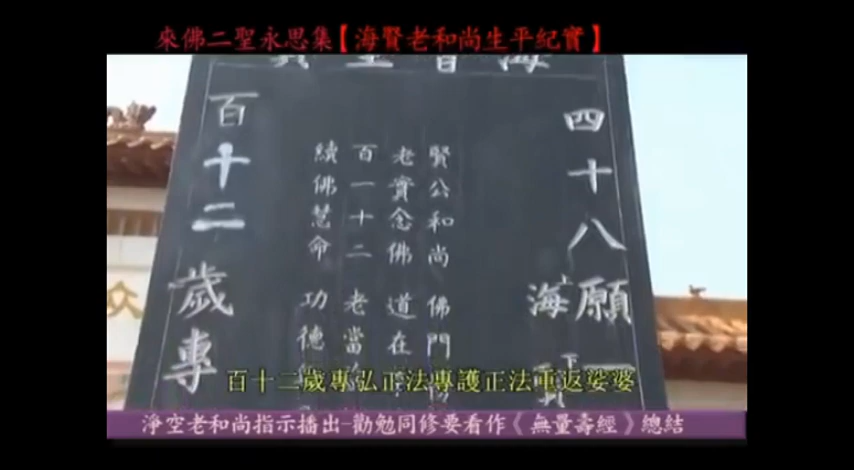 來佛二聖永思集【海賢老和尚生平紀實】
四十八願
上海下
賢公和尚 佛門
老實念佛 道在
百一十二 老當
續佛慧命 功德
百十二歲專
众
百十二歲專弘正法專護正法重返娑婆
淨空老和尚指示播出-勸勉同修要看作《無量壽經》總結